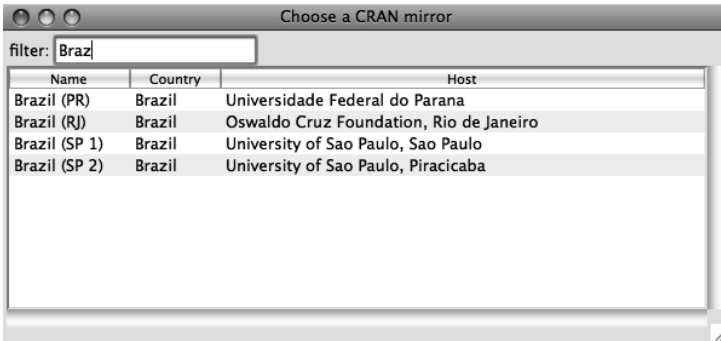 Choose a CRAN mirror
filter: Braz
Name Country Host
Brazil (PR) Brazil Universidade Federal do Parana
Brazil (RJ) Brazil Oswaldo Cruz Foundation, Rio de Janeiro
Brazil (SP 1) Brazil University of Sao Paulo, Sao Paulo
Brazil (SP 2) Brazil University of Sao Paulo, Piracicaba